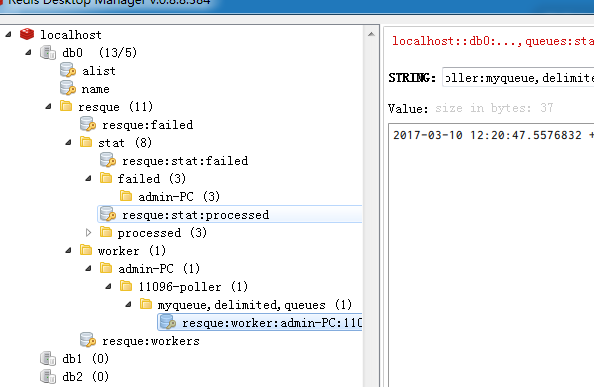 Redis Desktop Manager v.0.8.8.384
localhost
db0 (13/5)
alist
name
resque (11)
resque:failed
stat (8)
resque:stat:failed
failed (3)
admin-PC (3)
resque:stat:processed
processed (3)
worker (1)
admin-PC (1)
11096-poller (1)
myqueue,delimited,queues (1)
resque:worker:admin-PC:110
resque:workers
db1 (0)
db2 (0)
localhost::db0:...,queues:sta
STRING: oller:myqueue,delimite
Value: size in bytes: 37
2017-03-10 12:20:47.5576832 +